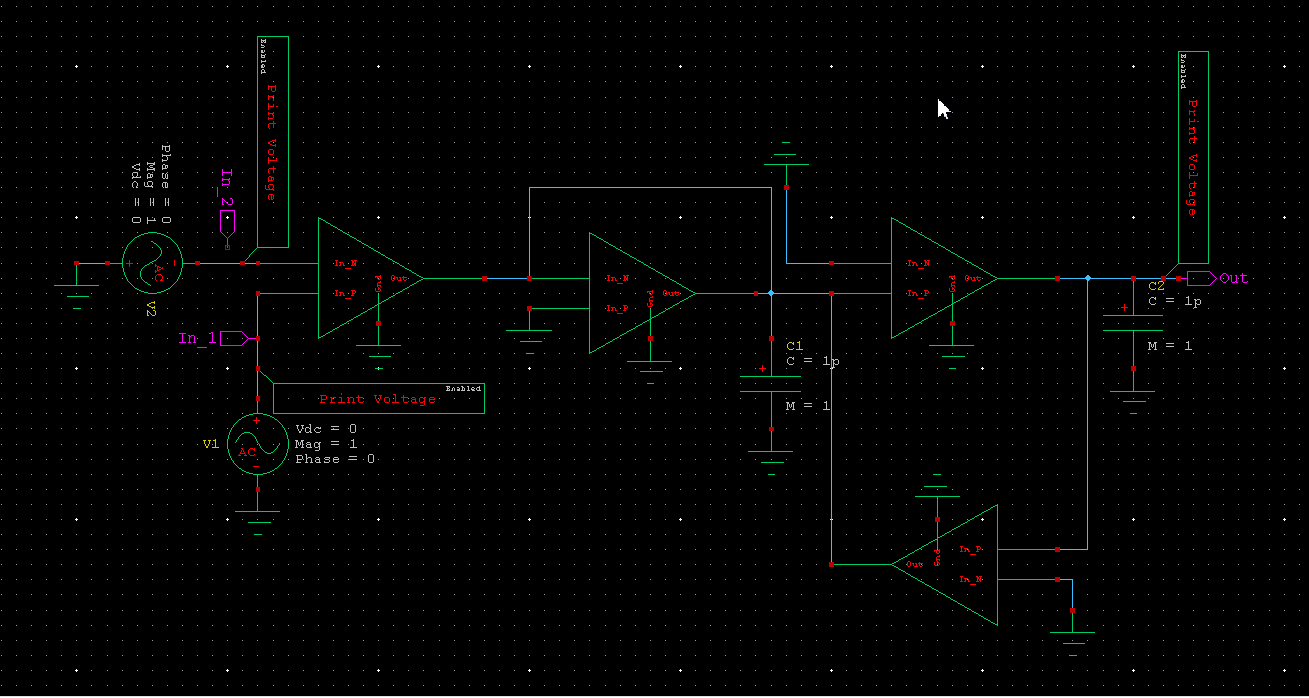 Enabled
Print Voltage
Phase = 0
Mag = 1
Vdc = 0
In_2
AC
V2
In_N
In_P
Gnd
Out
In_1
Enabled
Print Voltage
V1
AC
Vdc = 0
Mag = 1
Phase = 0
In_N
In_P
Gnd
Out
C1
C = 1p
M = 1
In_N
In_P
Gnd
Out
Enabled
Print Voltage
Out
C2
C = 1p
M = 1
In_P
In_N
Gnd
Out